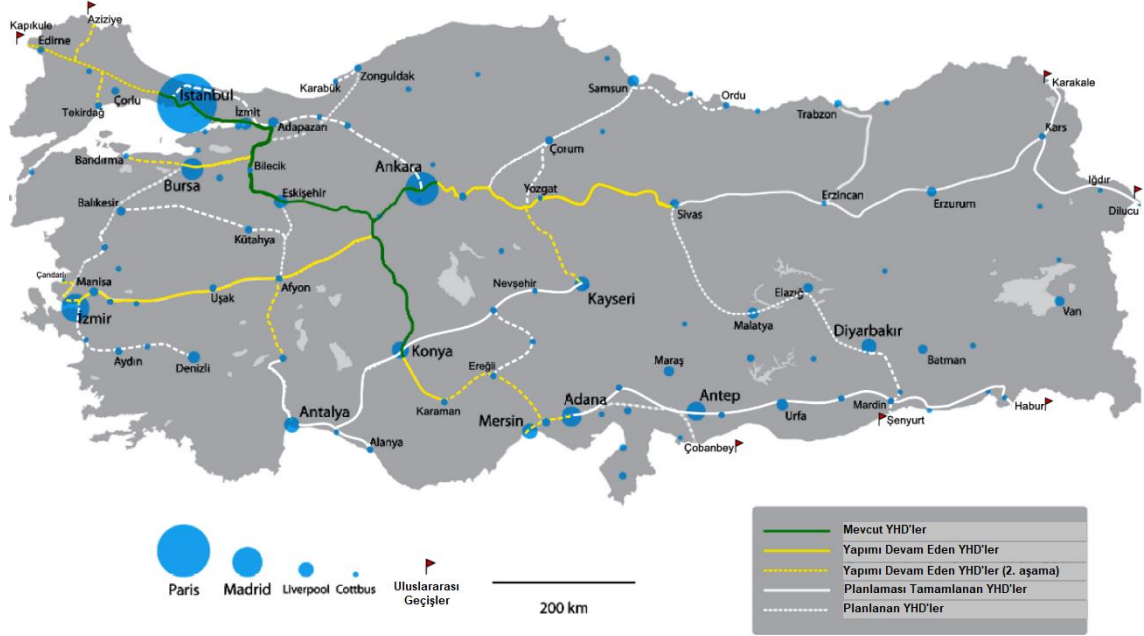 Aziziye
Kapıkule
Edirne
Zonguldak
Karabük
Samsun
Ordu
Karakale
İstanbul
Çorlu
Tekirdağ
İzmit
Adapazan
Trabzon
Kars
Çorum
Bandırma
Bursa
Bilecik
Ankara
Iğdır
Dilucu
Balıkesir
Eskişehir
Yozgat
Sivas
Erzincan
Erzurum
Kütahya
Çandarlı
Manisa
İzmir
Uşak
Afyon
Nevşehir
Kayseri
Elazığ
Malatya
Diyarbakır
Van
Batman
Aydın
Denizli
Konya
Ereğli
Maraş
Karaman
Adana
Antep
Urfa
Mardin
Habur
Antalya
Mersin
Şenyurt
Alanya
Çobanbey
Paris
Madrid
Liverpool
Cottbus
Uluslararası
Geçişler
200 km
Mevcut YHD'ler
Yapımı Devam Eden YHD'ler
Yapımı Devam Eden YHD'ler (2. aşama)
Planlaması Tamamlanan YHD'ler
Planlanan YHD'ler